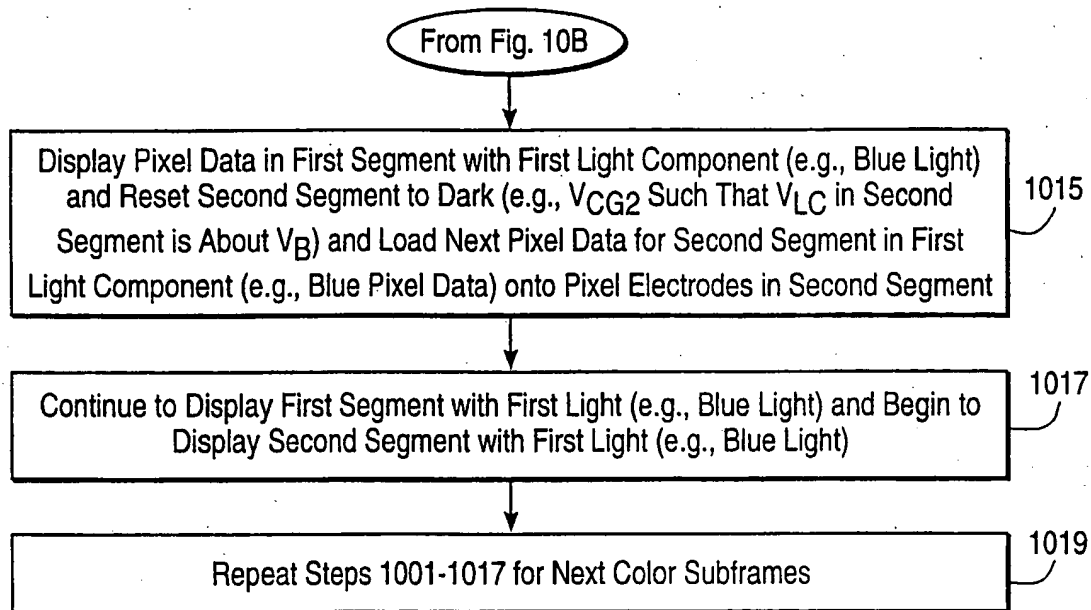 From Fig. 10B
Display Pixel Data in First Segment with First Light Component (e.g., Blue Light)
and Reset Second Segment to Dark (e.g., VCG2 Such That VLC in Second
Segment is About VB) and Load Next Pixel Data for Second Segment in First
Light Component (e.g., Blue Pixel Data) onto Pixel Electrodes in Second Segment
1015
Continue to Display First Segment with First Light (e.g., Blue Light) and Begin to
Display Second Segment with First Light (e.g., Blue Light)
1017
Repeat Steps 1001-1017 for Next Color Subframes
1019